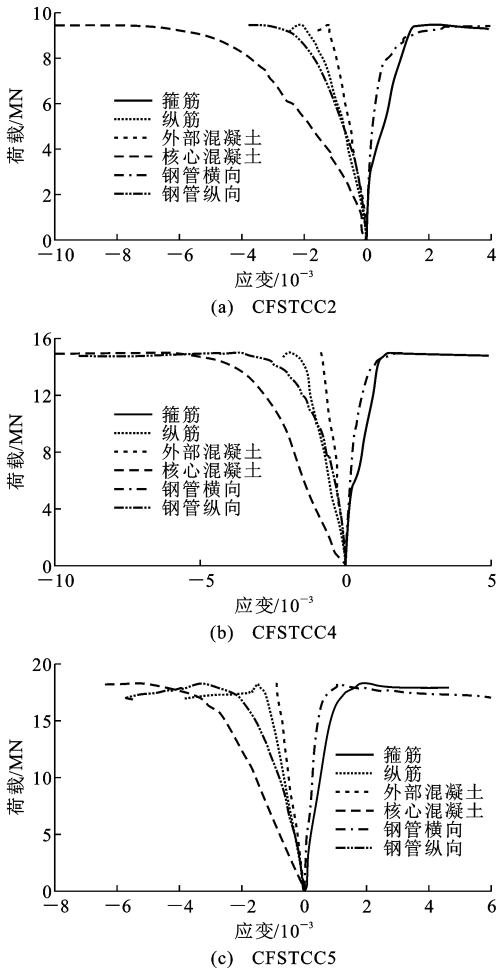 10
8
6
4
2
0
荷载/MN
箍筋
纵筋
外部混凝土
核心混凝土
钢管横向
钢管纵向
-10 -8 -6 -4 -2 0 2 4
应变/10⁻³
(a) CFSTCC2
16
12
8
4
0
荷载/MN
箍筋
纵筋
外部混凝土
核心混凝土
钢管横向
钢管纵向
-10 -5 0 5
应变/10⁻³
(b) CFSTCC4
20
15
10
5
0
荷载/MN
箍筋
纵筋
外部混凝土
核心混凝土
钢管横向
钢管纵向
-8 -6 -4 -2 0 2 4 6
应变/10⁻³
(c) CFSTCC5